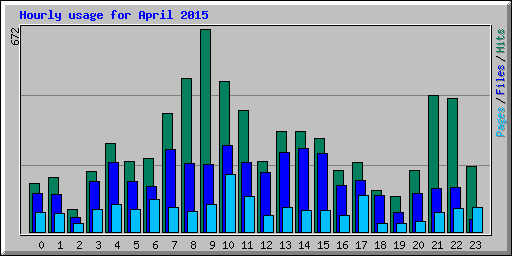 Hourly usage for April 2015
672
Pages/Files/Hits
0 1 2 3 4 5 6 7 8 9 10 11 12 13 14 15 16 17 18 19 20 21 22 23